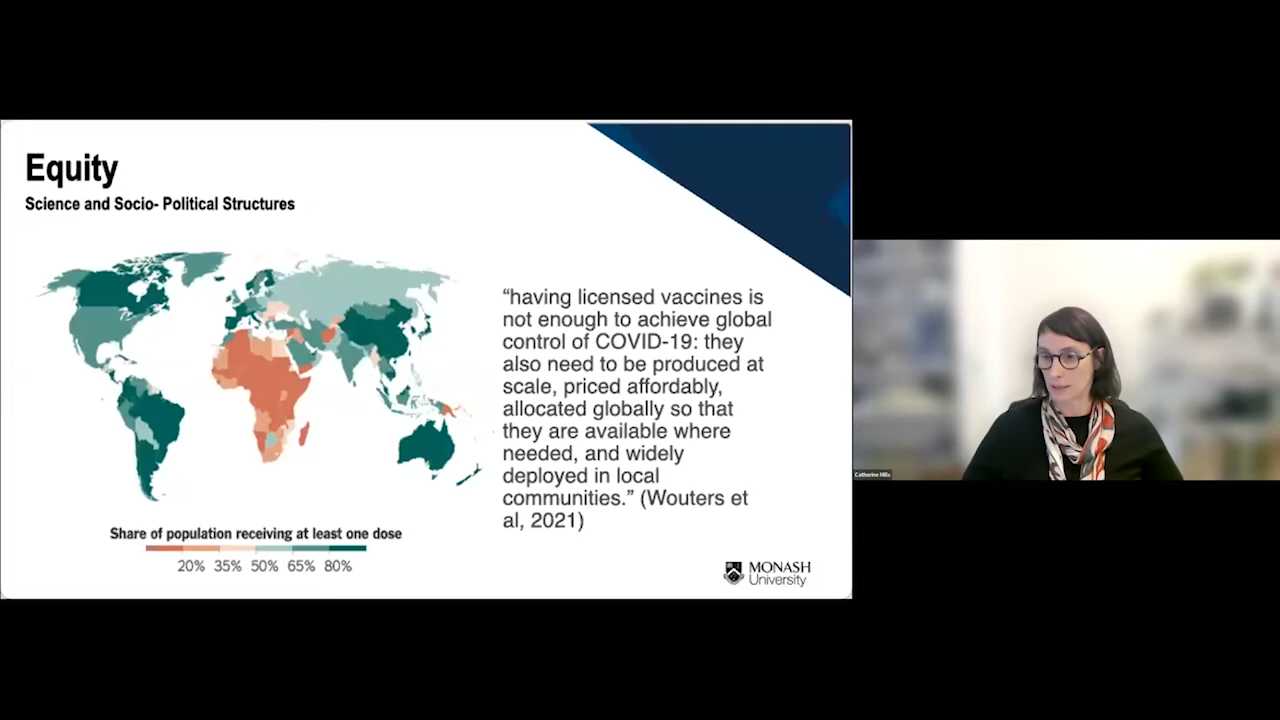 Equity
Science and Socio- Political Structures
“having licensed vaccines is
not enough to achieve global
control of COVID-19: they
also need to be produced at
scale, priced affordably,
allocated globally so that
they are available where
needed, and widely
deployed in local
communities.” (Wouters et
al, 2021)
Share of population receiving at least one dose
20% 35% 50% 65% 80%
MONASH
University
Catherine Mills